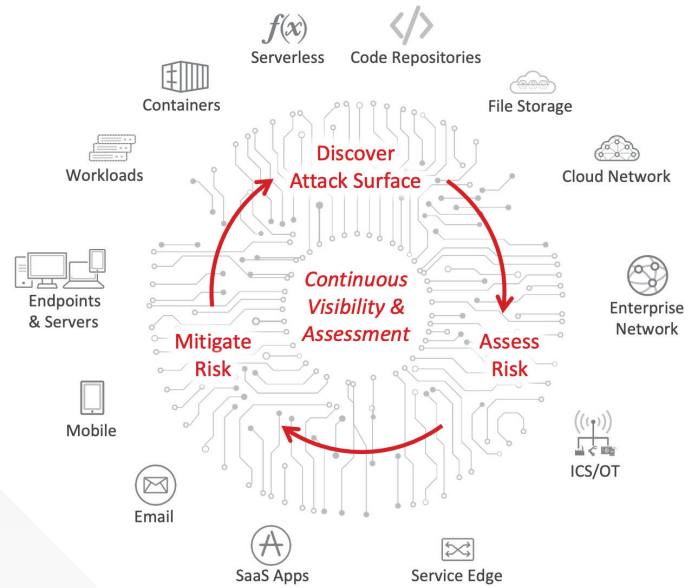 f(x)
Serverless
Code Repositories
Containers
File Storage
Workloads
Cloud Network
Discover
Attack Surface
Endpoints
& Servers
Continuous
Visibility &
Assessment
Enterprise
Network
Mitigate
Risk
Assess
Risk
Mobile
ICS/OT
Email
SaaS Apps
Service Edge